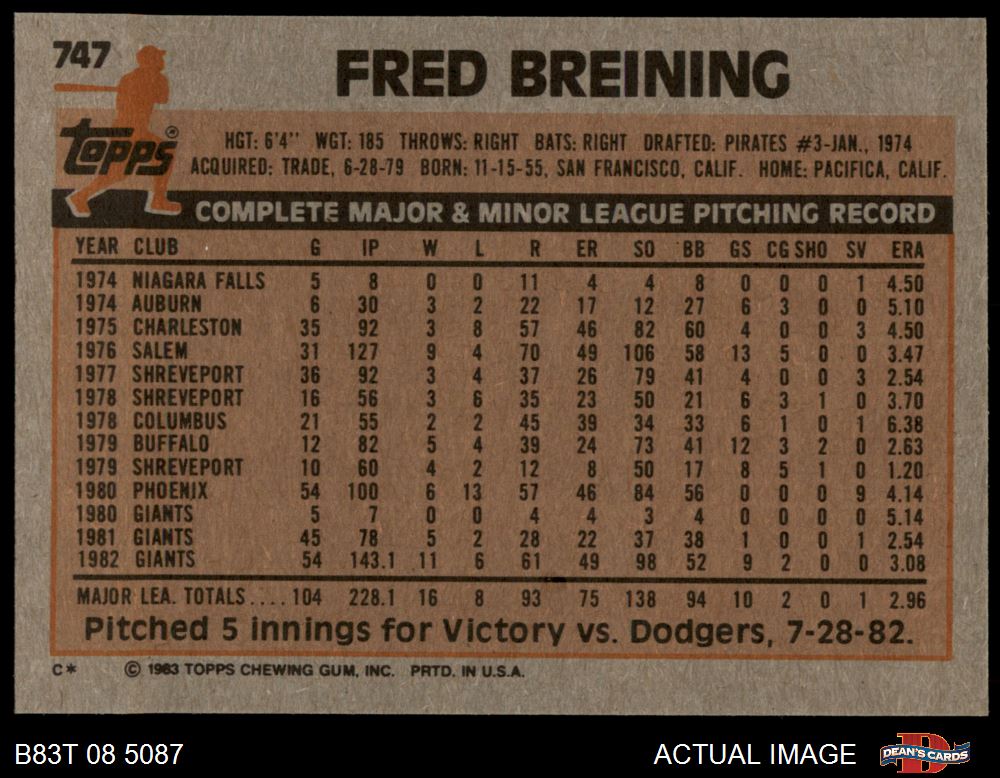 747
FRED BREINING
Topps®
HGT: 6'4'' WGT: 185 THROWS: RIGHT BATS: RIGHT DRAFTED: PIRATES #3-JAN., 1974
ACQUIRED: TRADE, 6-28-79 BORN: 11-15-55, SAN FRANCISCO, CALIF. HOME: PACIFICA, CALIF.
COMPLETE MAJOR & MINOR LEAGUE PITCHING RECORD
YEAR CLUB G IP W L R ER SO BB GS CG SHO SV ERA
1974 NIAGARA FALLS 5 8 0 0 11 4 4 8 0 0 0 1 4.50
1974 AUBURN 6 30 3 2 22 17 12 27 6 3 0 0 5.10
1975 CHARLESTON 35 92 3 8 57 46 82 60 4 0 0 3 4.50
1976 SALEM 31 127 9 4 70 49 106 58 13 5 0 0 3.47
1977 SHREVEPORT 36 92 3 4 37 26 79 41 4 0 0 3 2.54
1978 SHREVEPORT 16 56 3 6 35 23 50 21 6 3 1 0 3.70
1978 COLUMBUS 21 55 2 2 45 39 34 33 6 1 0 1 6.38
1979 BUFFALO 12 82 5 4 39 24 73 41 12 3 2 0 2.63
1979 SHREVEPORT 10 60 4 2 12 8 50 17 8 5 1 0 1.20
1980 PHOENIX 54 100 6 13 57 46 84 56 0 0 0 9 4.14
1980 GIANTS 5 7 0 0 4 4 3 4 0 0 0 0 5.14
1981 GIANTS 45 78 5 2 28 22 37 38 1 0 0 1 2.54
1982 GIANTS 54 143.1 11 6 61 49 98 52 9 2 0 0 3.08
MAJOR LEA. TOTALS.... 104 228.1 16 8 93 75 138 94 10 2 0 1 2.96
Pitched 5 innings for Victory vs. Dodgers, 7-28-82.
C* © 1983 TOPPS CHEWING GUM, INC. PRTD. IN U.S.A.
B83T 08 5087 ACTUAL IMAGE
DEAN'S CARDS